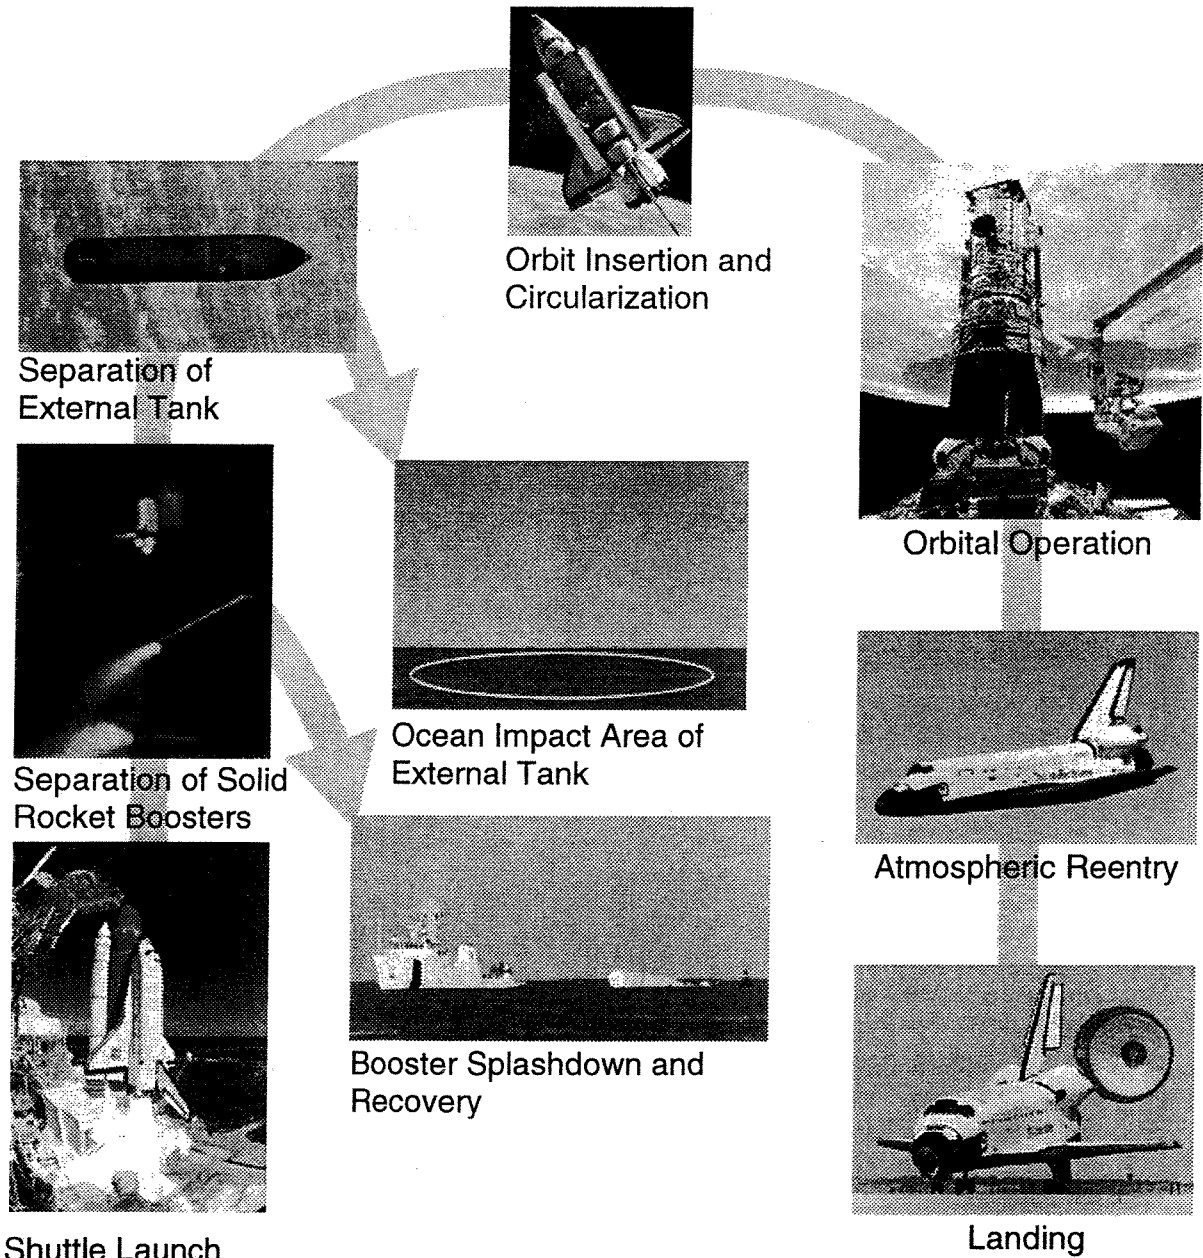 Orbit Insertion and
Circularization
Separation of
External Tank
Orbital Operation
Ocean Impact Area of
External Tank
Separation of Solid
Rocket Boosters
Atmospheric Reentry
Booster Splashdown and
Recovery
Landing
Shuttle Launch